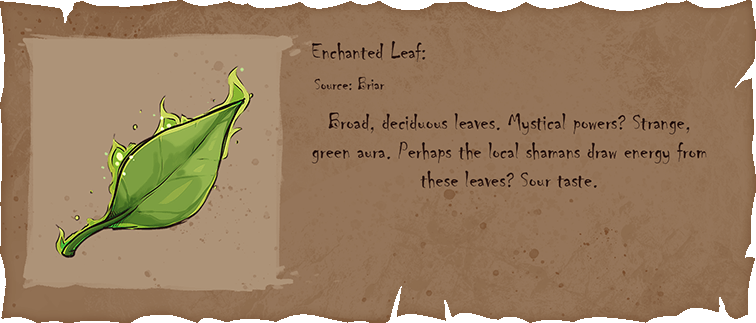 Enchanted Leaf:
Source: Briar
Broad, deciduous leaves. Mystical powers? Strange,
green aura. Perhaps the local shamans draw energy from
these leaves? Sour taste.